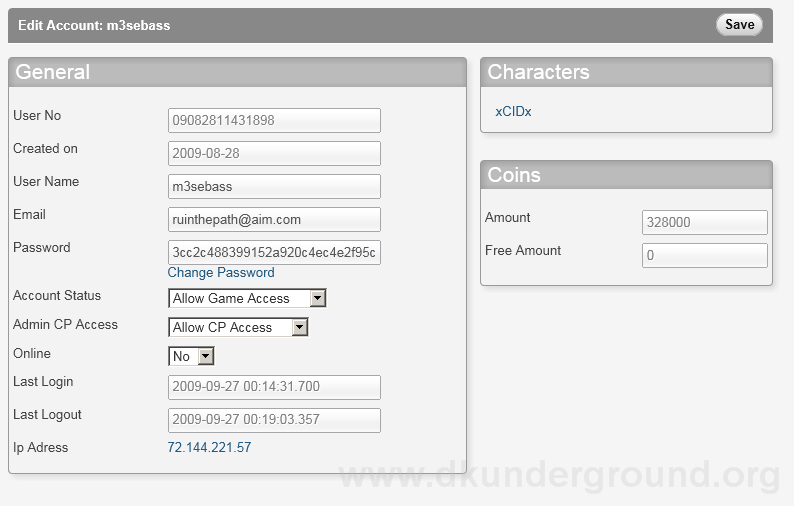 Edit Account: m3sebass
Save
General
User No 09082811431898
Created on 2009-08-28
User Name m3sebass
Email ruinthepath@aim.com
Password 3cc2c488399152a920c4ec4e2f95c
Change Password
Account Status Allow Game Access
Admin CP Access Allow CP Access
Online No
Last Login 2009-09-27 00:14:31.700
Last Logout 2009-09-27 00:19:03.357
Ip Adress 72.144.221.57
Characters
xCIDx
Coins
Amount 328000
Free Amount 0
www.dkunderground.org